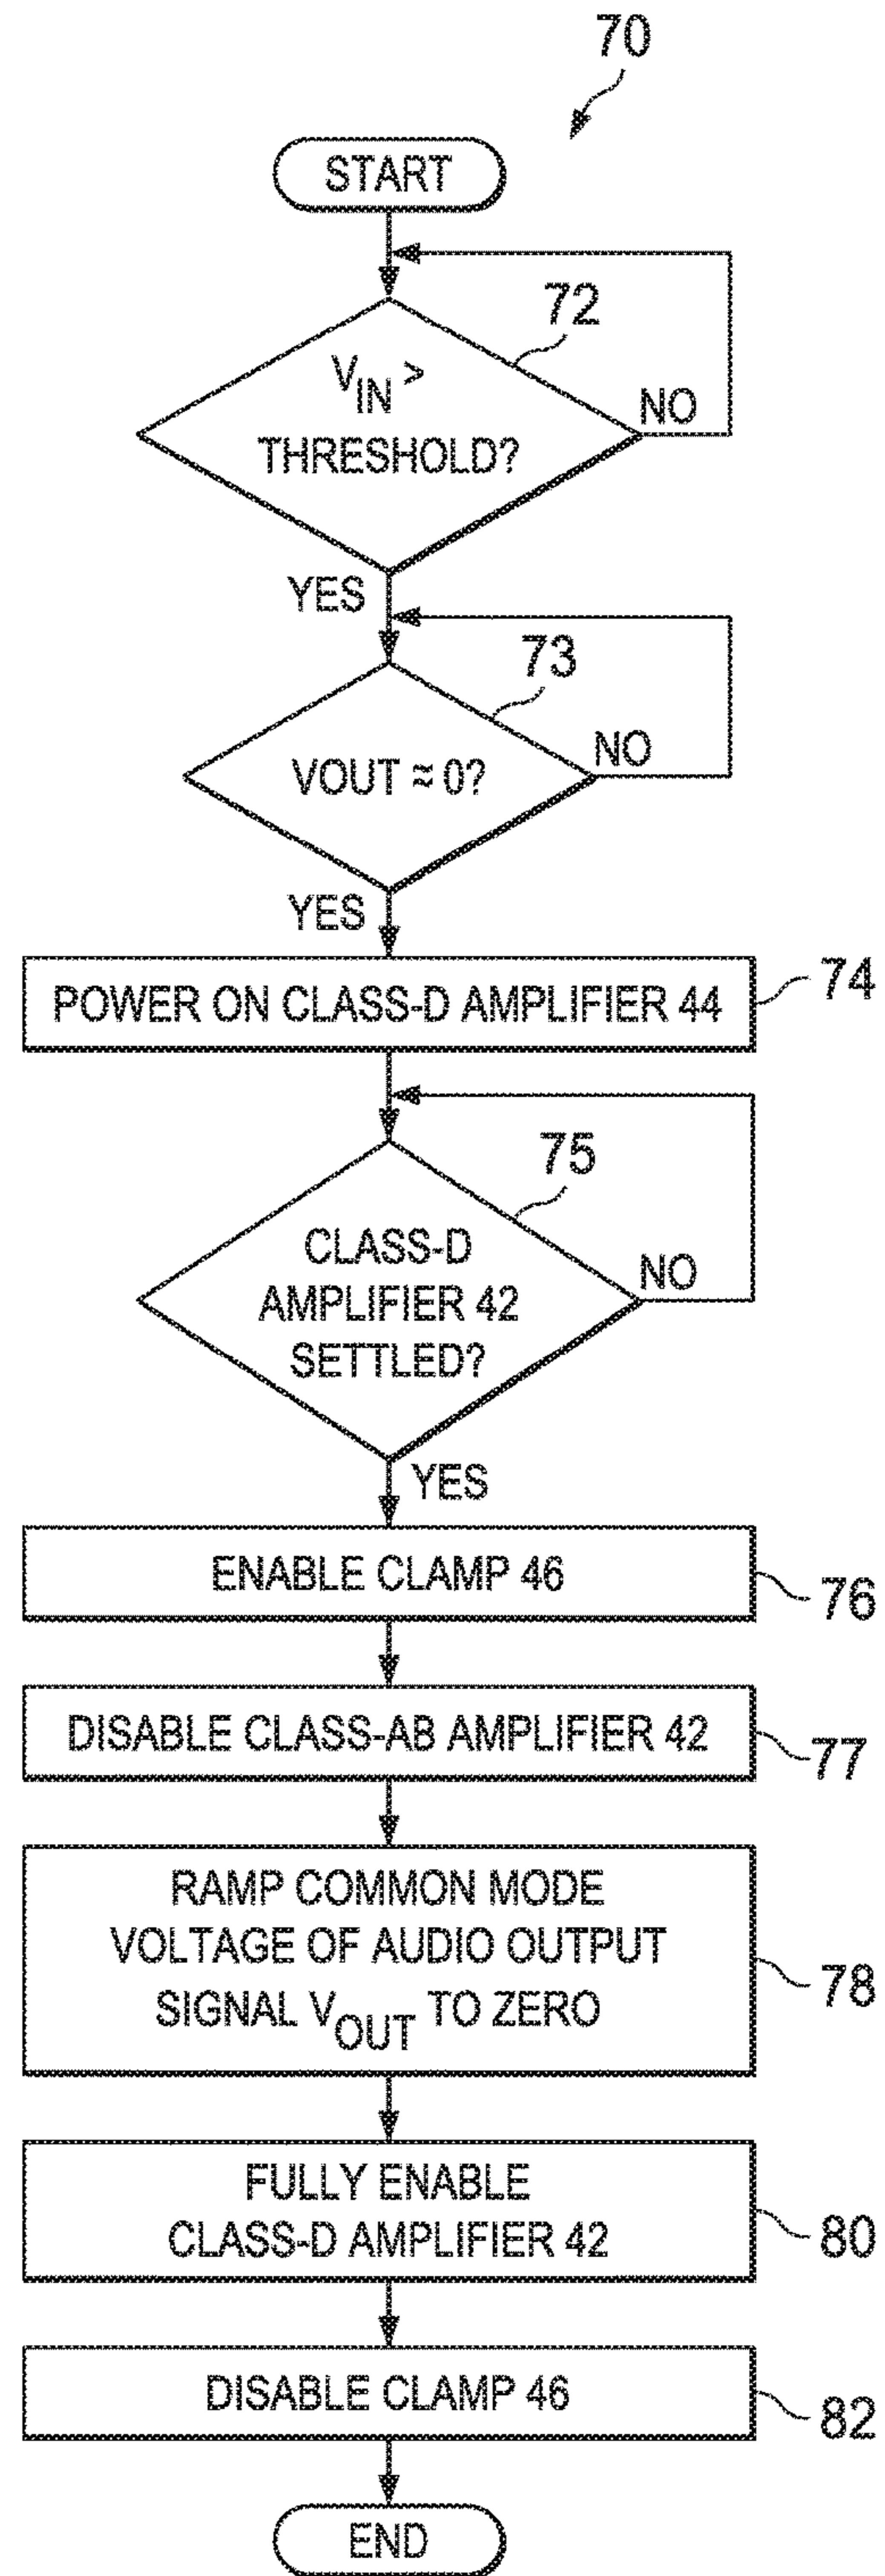 70
START
72
V_IN >
THRESHOLD?
NO
YES
73
VOUT ≈ 0?
NO
YES
POWER ON CLASS-D AMPLIFIER 44
74
75
CLASS-D
AMPLIFIER 42
SETTLED?
NO
YES
ENABLE CLAMP 46
76
DISABLE CLASS-AB AMPLIFIER 42
77
RAMP COMMON MODE
VOLTAGE OF AUDIO OUTPUT
SIGNAL V_OUT TO ZERO
78
FULLY ENABLE
CLASS-D AMPLIFIER 42
80
DISABLE CLAMP 46
82
END